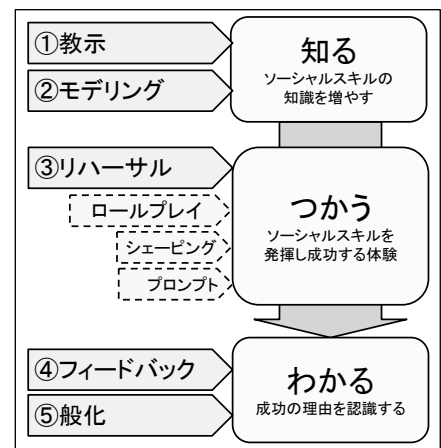 ①教示
②モデリング
知る
ソーシャルスキルの
知識を増やす
③リハーサル
ロールプレイ
シェーピング
プロンプト
つかう
ソーシャルスキルを
発揮し成功する体験
④フィードバック
⑤般化
わかる
成功の理由を認識する